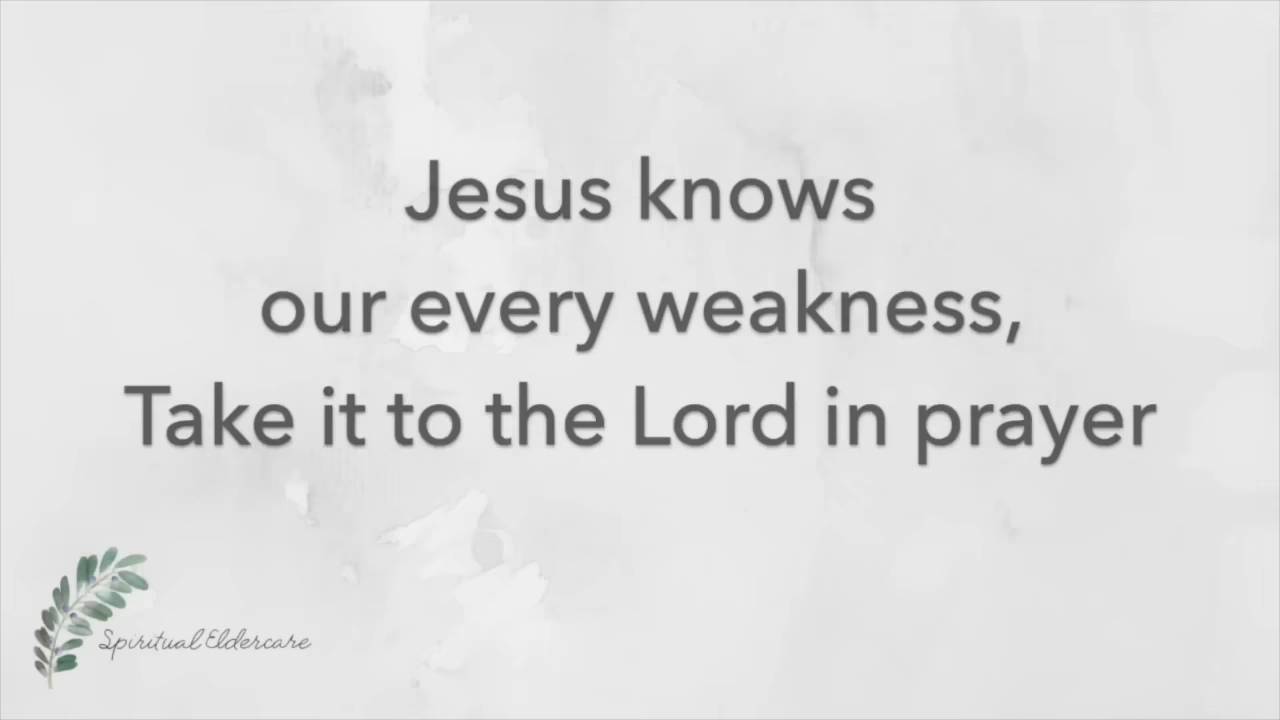 Jesus knows
our every weakness,
Take it to the Lord in prayer
Spiritual Eldercare